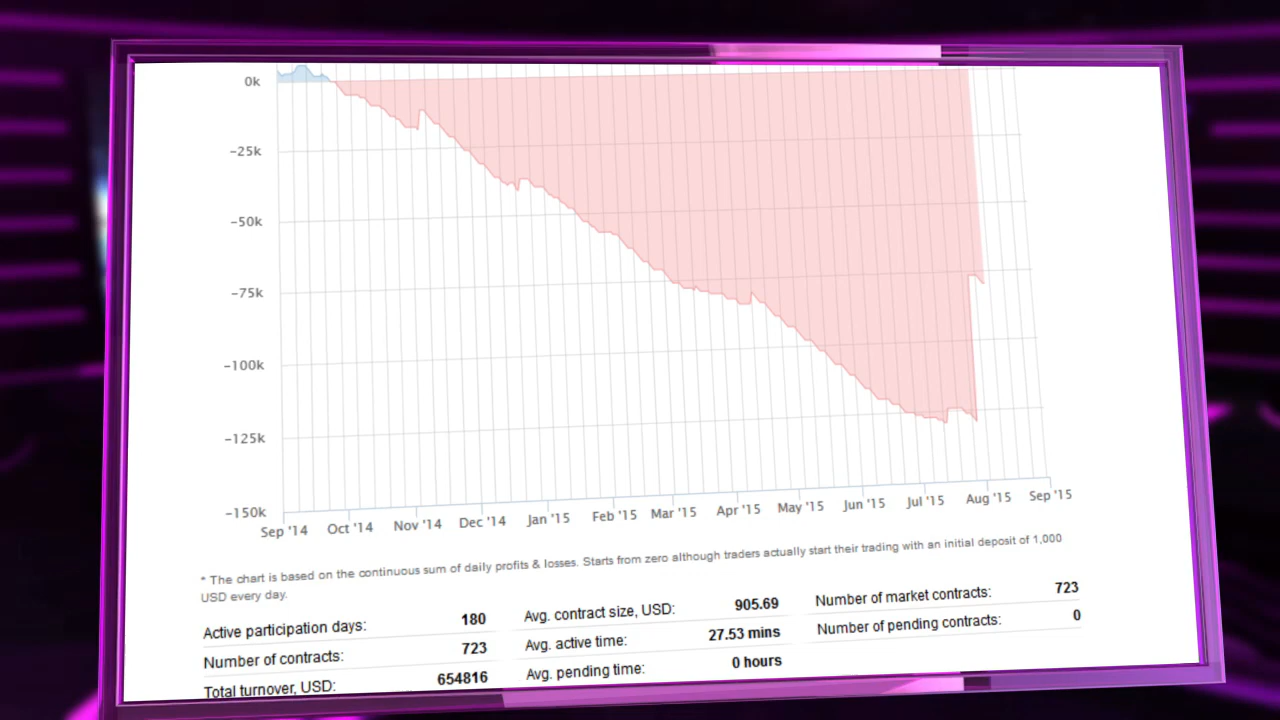 0k
−25k
−50k
−75k
−100k
−125k
−150k
Sep '14 Oct '14 Nov '14 Dec '14 Jan '15 Feb '15 Mar '15 Apr '15 May '15 Jun '15 Jul '15 Aug '15 Sep '15
* The chart is based on the continuous sum of daily profits & losses. Starts from zero although traders actually start their trading with an initial deposit of 1,000
USD every day.
Active participation days: 180 Avg. contract size, USD: 905.69 Number of market contracts: 723
Number of contracts: 723 Avg. active time: 27.53 mins Number of pending contracts: 0
Total turnover, USD: 654816 Avg. pending time: 0 hours